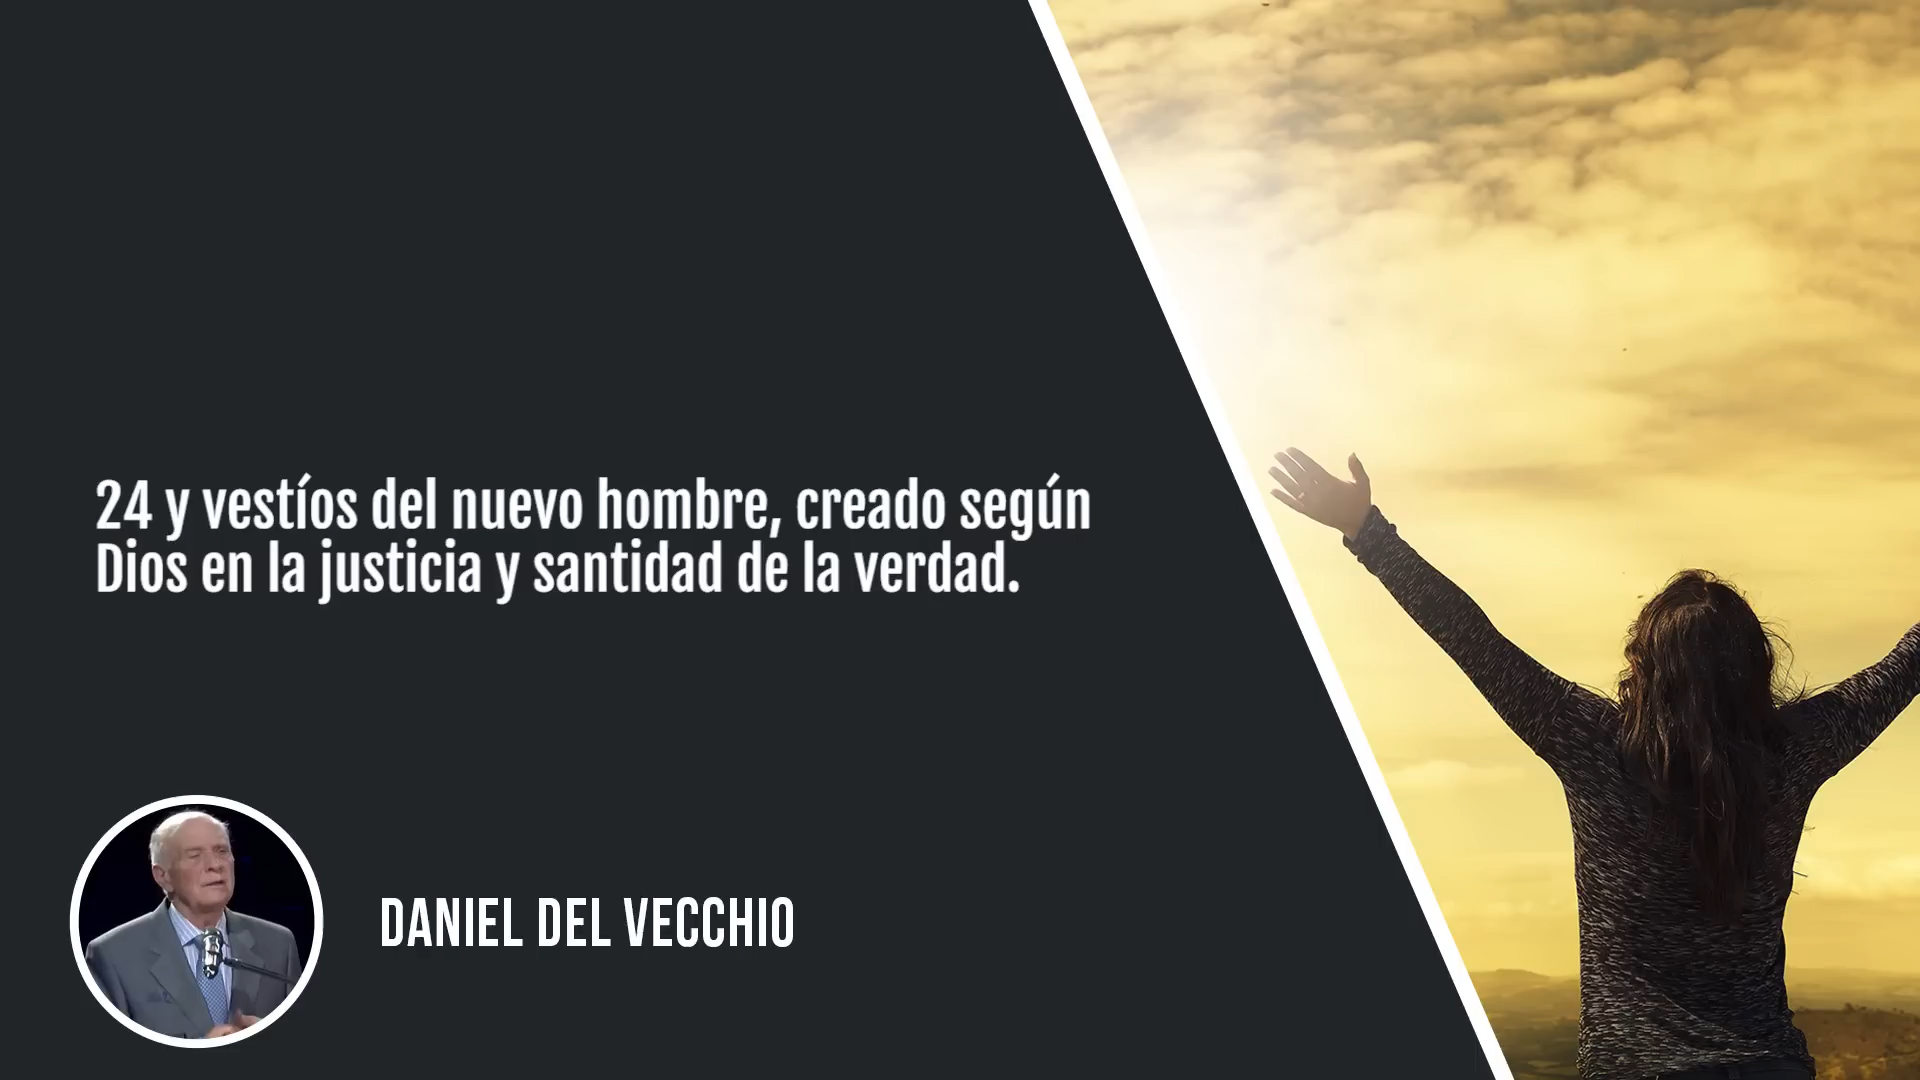 24 y vestíos del nuevo hombre, creado según
Dios en la justicia y santidad de la verdad.
DANIEL DEL VECCHIO